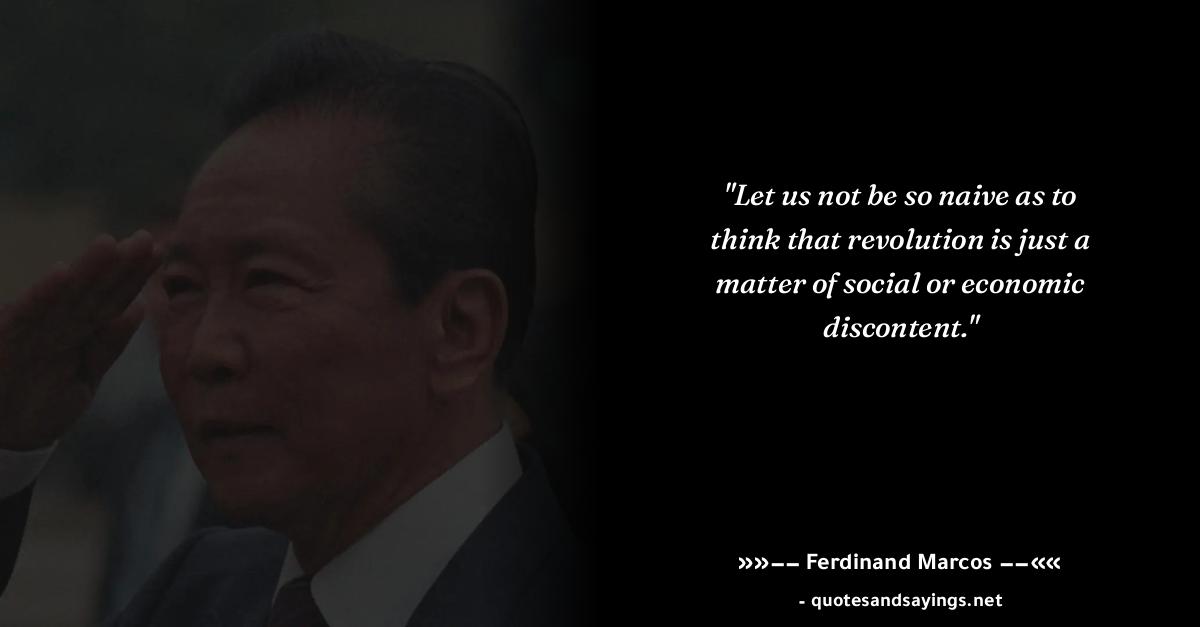 "Let us not be so naive as to
think that revolution is just a
matter of social or economic
discontent."
»»−− Ferdinand Marcos −−««
- quotesandsayings.net